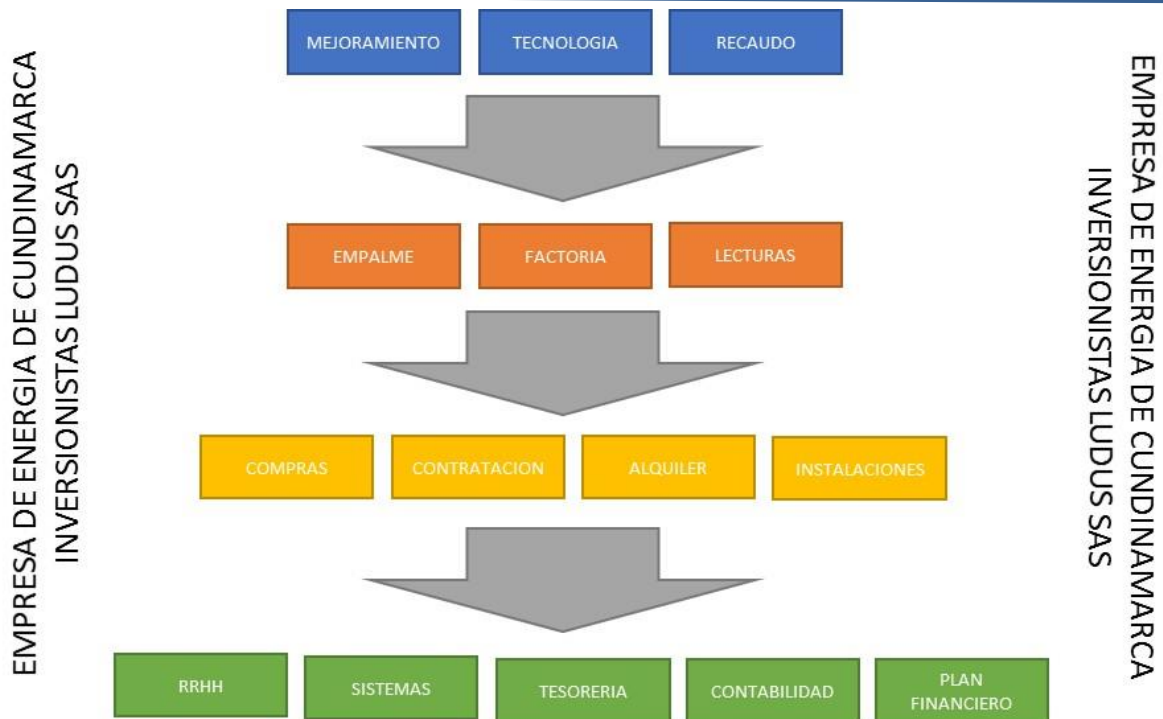 EMPRESA DE ENERGIA DE CUNDINAMARCA
INVERSIONISTAS LUDUS SAS
MEJORAMIENTO
TECNOLOGIA
RECAUDO
EMPALME
FACTORIA
LECTURAS
COMPRAS
CONTRATACION
ALQUILER
INSTALACIONES
RRHH
SISTEMAS
TESORERIA
CONTABILIDAD
PLAN
FINANCIERO
EMPRESA DE ENERGIA DE CUNDINAMARCA
INVERSIONISTAS LUDUS SAS